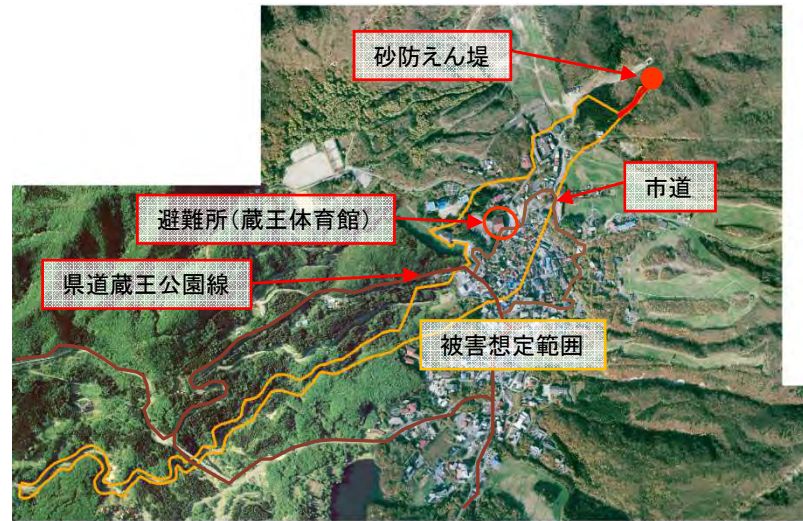 砂防えん堤
市道
避難所(蔵王体育館)
県道蔵王公園線
被害想定範囲